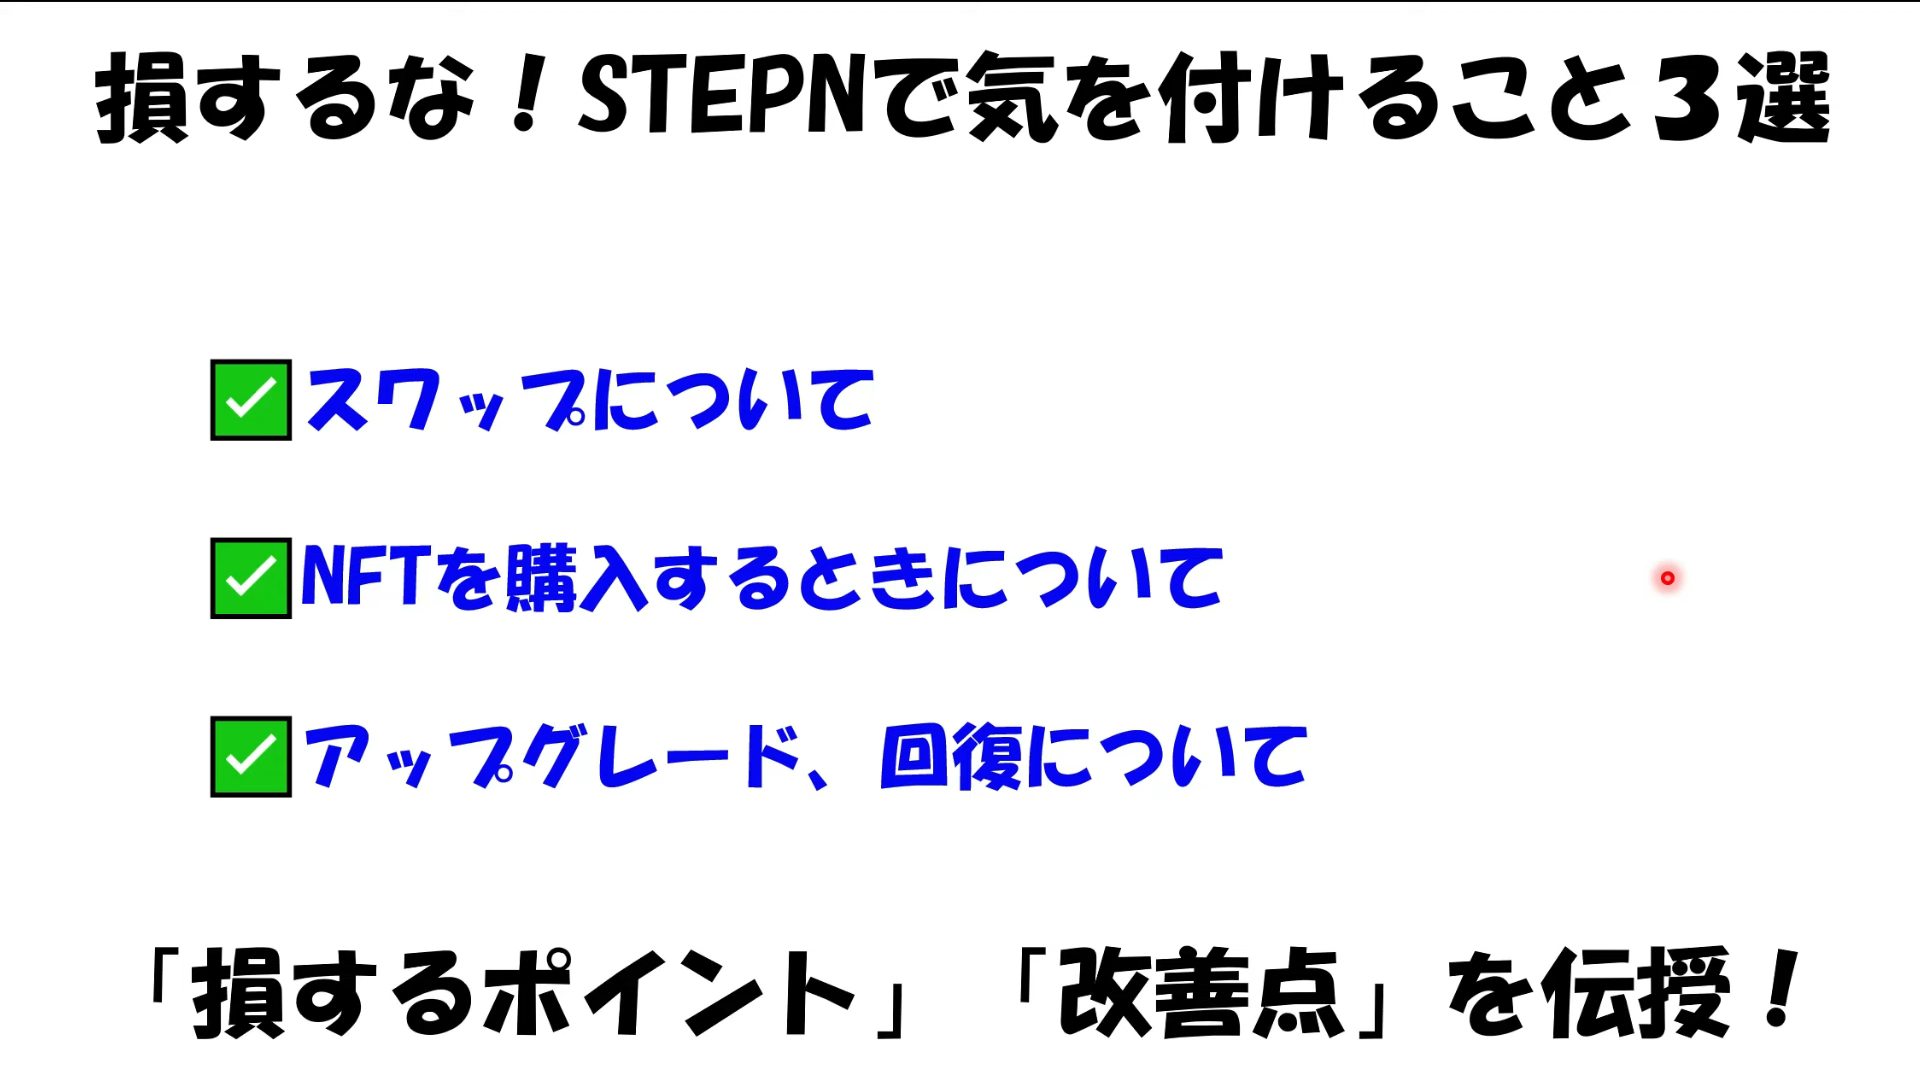 損するな！STEPNで気を付けること３選
スワップについて
NFTを購入するときについて
アップグレード、回復について
「損するポイント」「改善点」を伝授！